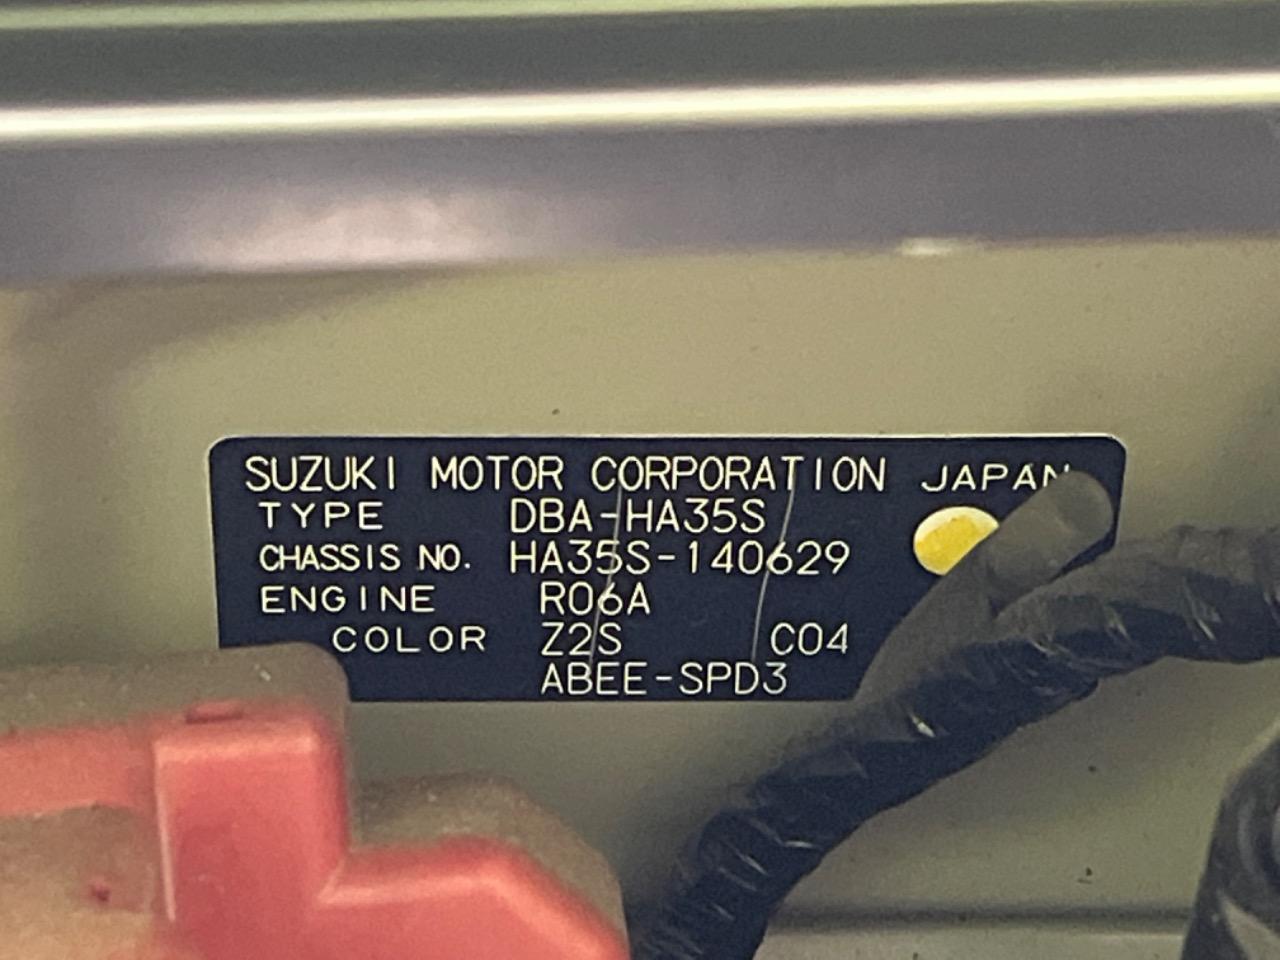 SUZUKI MOTOR CORPORATION JAPAN
TYPE DBA-HA35S
CHASSIS NO. HA35S-140629
ENGINE R06A
COLOR Z2S C04
ABEE-SPD3